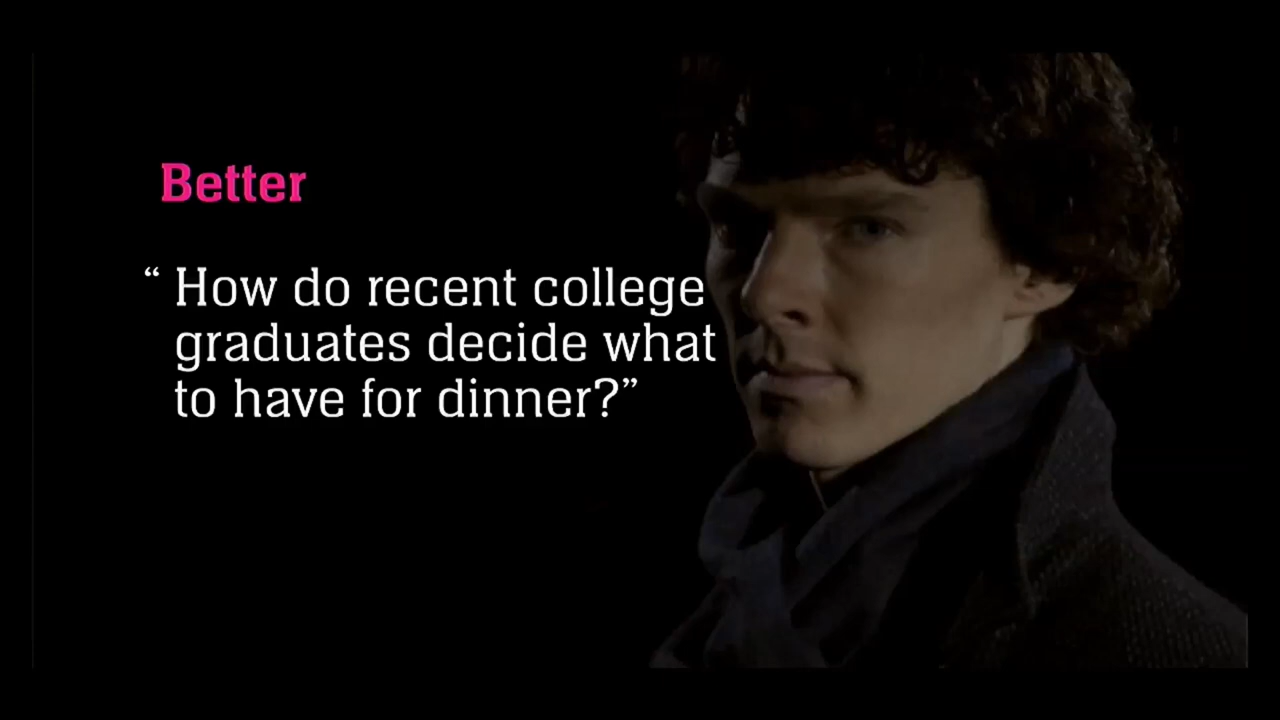 Better
“ How do recent college
graduates decide what
to have for dinner?”